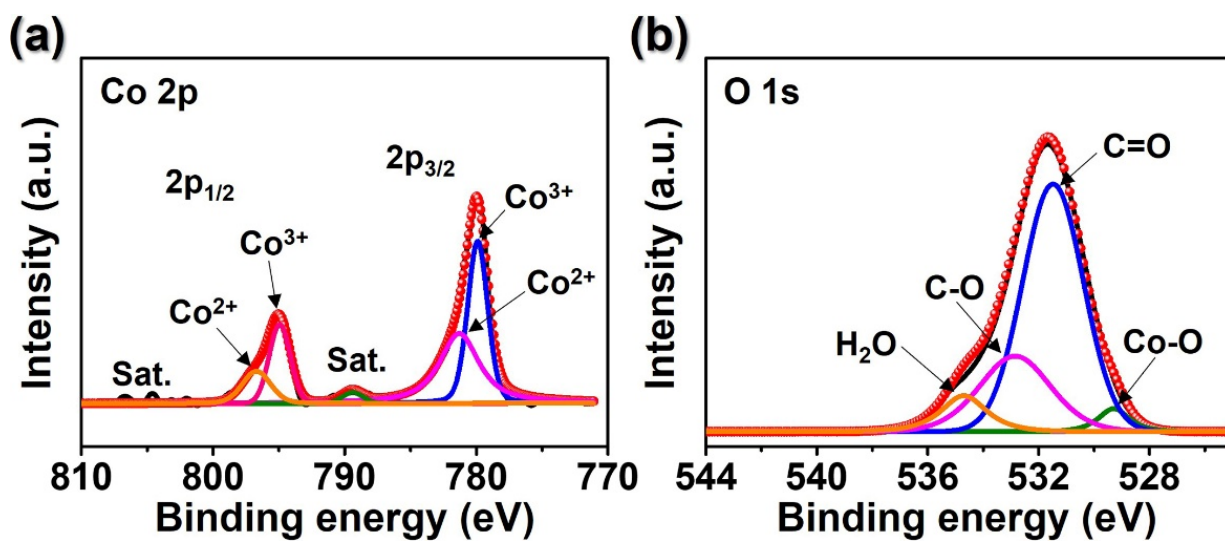 (a)
Co 2p
2p3/2
2p1/2
Co3+
Co3+
Co2+
Co2+
Sat.
Sat.
Intensity (a.u.)
810 800 790 780 770
Binding energy (eV)
(b)
O 1s
C=O
C-O
H2O
Co-O
Intensity (a.u.)
544 540 536 532 528
Binding energy (eV)